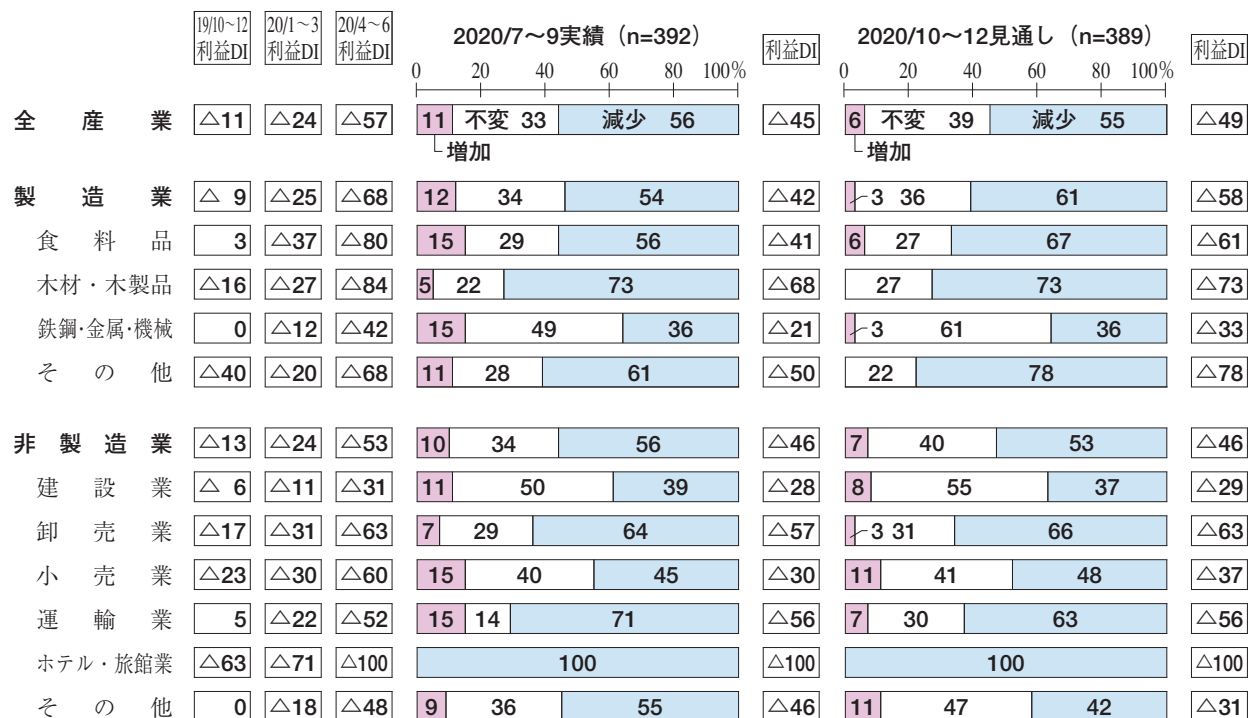 19/10~12 利益DI 20/1~3 利益DI 20/4~6 利益DI 2020/7～9実績（n=392） 利益DI 2020/10～12見通し（n=389） 利益DI
0 20 40 60 80 100% 0 20 40 60 80 100%
全産業 △11 △24 △57 11 不変 33 減少 56 △45 6 不変 39 減少 55 △49
増加 増加
製造業 △ 9 △25 △68 12 34 54 △42 3 36 61 △58
食料品 3 △37 △80 15 29 56 △41 6 27 67 △61
木材・木製品 △16 △27 △84 5 22 73 △68 27 73 △73
鉄鋼・金属・機械 0 △12 △42 15 49 36 △21 3 61 36 △33
その他 △40 △20 △68 11 28 61 △50 22 78 △78
非製造業 △13 △24 △53 10 34 56 △46 7 40 53 △46
建設業 △ 6 △11 △31 11 50 39 △28 8 55 37 △29
卸売業 △17 △31 △63 7 29 64 △57 3 31 66 △63
小売業 △23 △30 △60 15 40 45 △30 11 41 48 △37
運輸業 5 △22 △52 15 14 71 △56 7 30 63 △56
ホテル・旅館業 △63 △71 △100 100 △100 100 △100
その他 0 △18 △48 9 36 55 △46 11 47 42 △31